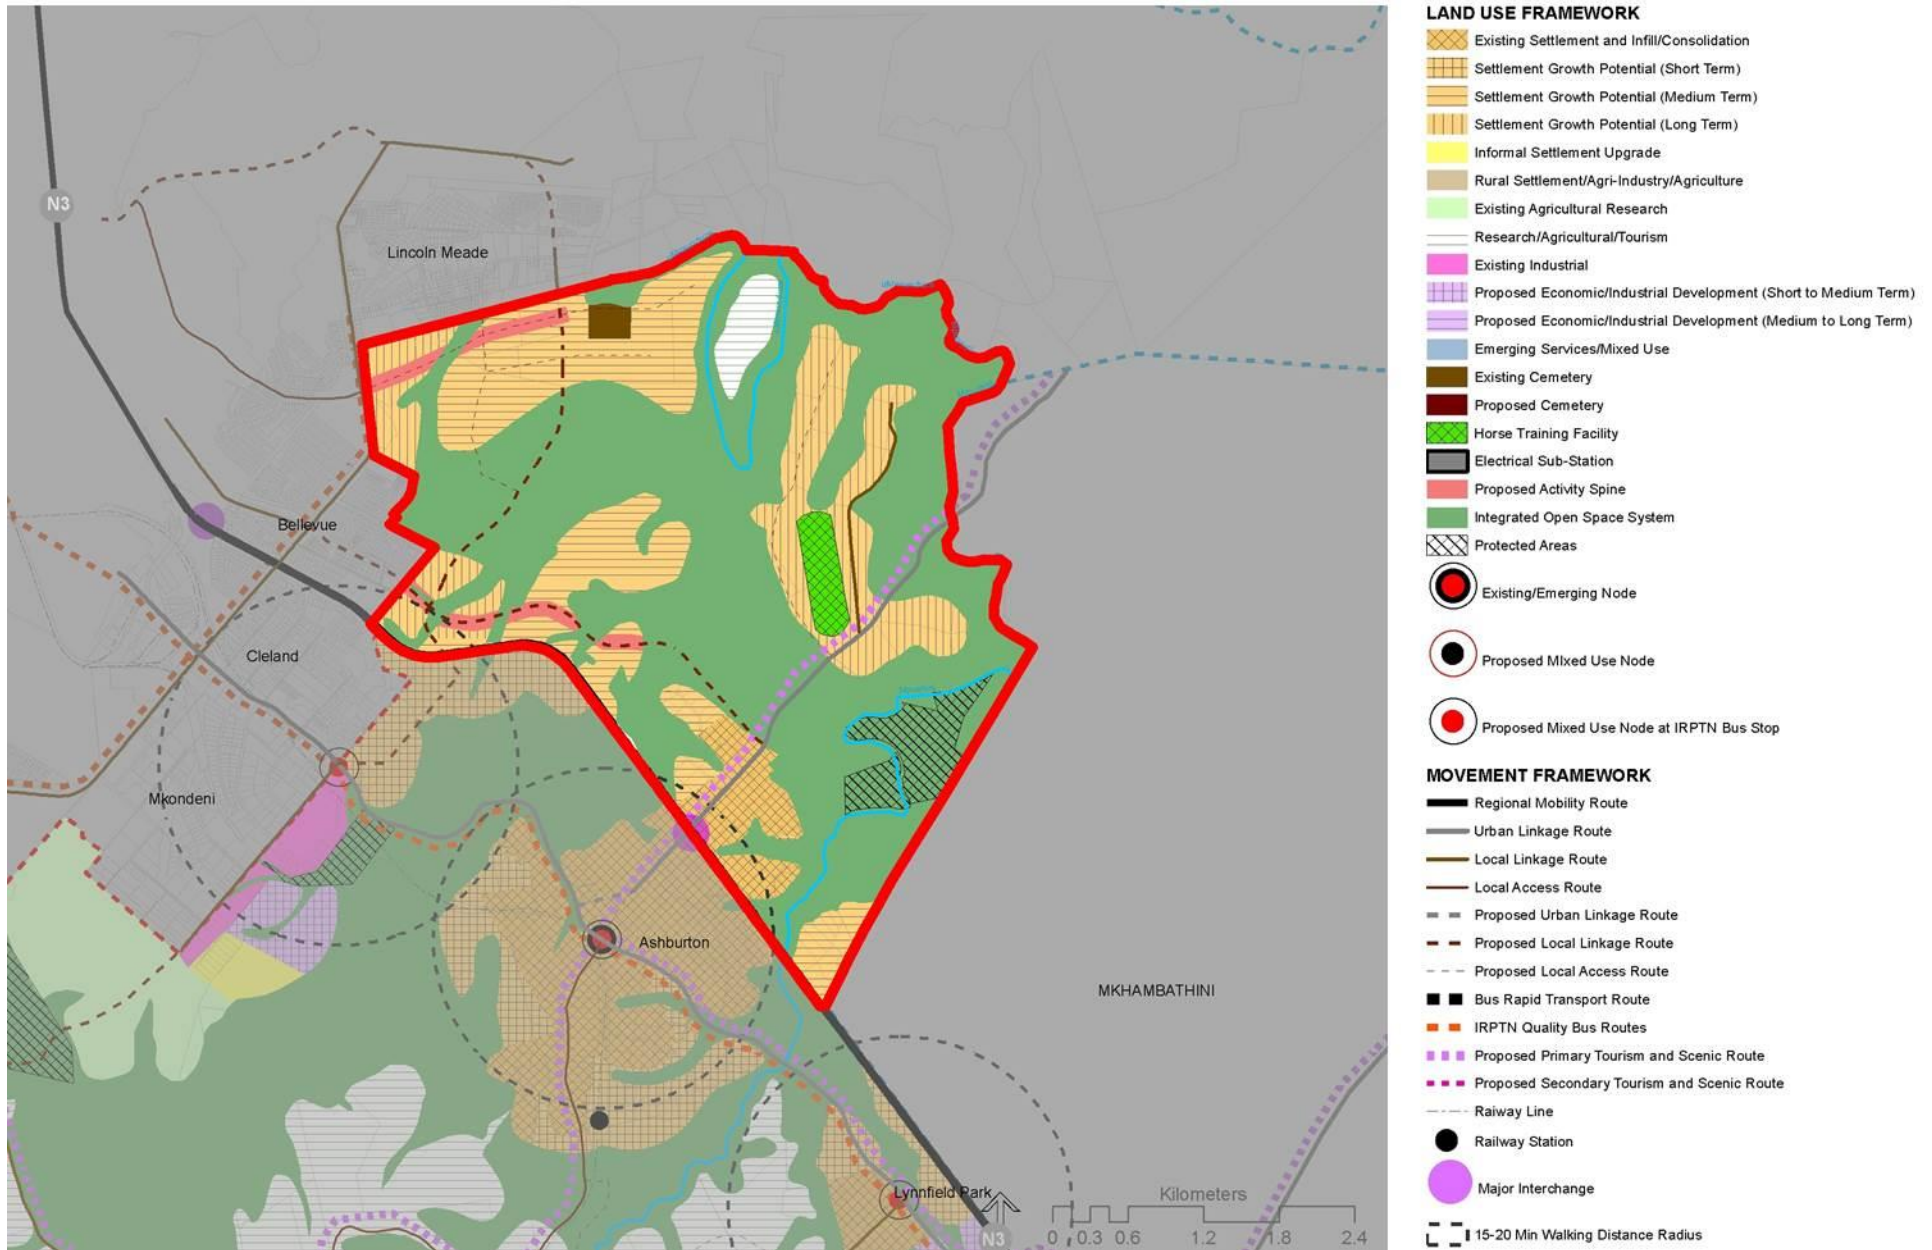 N3
Lincoln Meade
Bellevue
Cleland
Mkondeni
Ashburton
MKHAMBATHINI
Lynnfield Park
N3
Kilometers
0 0.3 0.6 1.2 1.8 2.4
LAND USE FRAMEWORK
Existing Settlement and Infill/Consolidation
Settlement Growth Potential (Short Term)
Settlement Growth Potential (Medium Term)
Settlement Growth Potential (Long Term)
Informal Settlement Upgrade
Rural Settlement/Agri-Industry/Agriculture
Existing Agricultural Research
Research/Agricultural/Tourism
Existing Industrial
Proposed Economic/Industrial Development (Short to Medium Term)
Proposed Economic/Industrial Development (Medium to Long Term)
Emerging Services/Mixed Use
Existing Cemetery
Proposed Cemetery
Horse Training Facility
Electrical Sub-Station
Proposed Activity Spine
Integrated Open Space System
Protected Areas
Existing/Emerging Node
Proposed MIxed Use Node
Proposed Mixed Use Node at IRPTN Bus Stop
MOVEMENT FRAMEWORK
Regional Mobility Route
Urban Linkage Route
Local Linkage Route
Local Access Route
Proposed Urban Linkage Route
Proposed Local Linkage Route
Proposed Local Access Route
Bus Rapid Transport Route
IRPTN Quality Bus Routes
Proposed Primary Tourism and Scenic Route
Proposed Secondary Tourism and Scenic Route
Raiway Line
Railway Station
Major Interchange
15-20 Min Walking Distance Radius